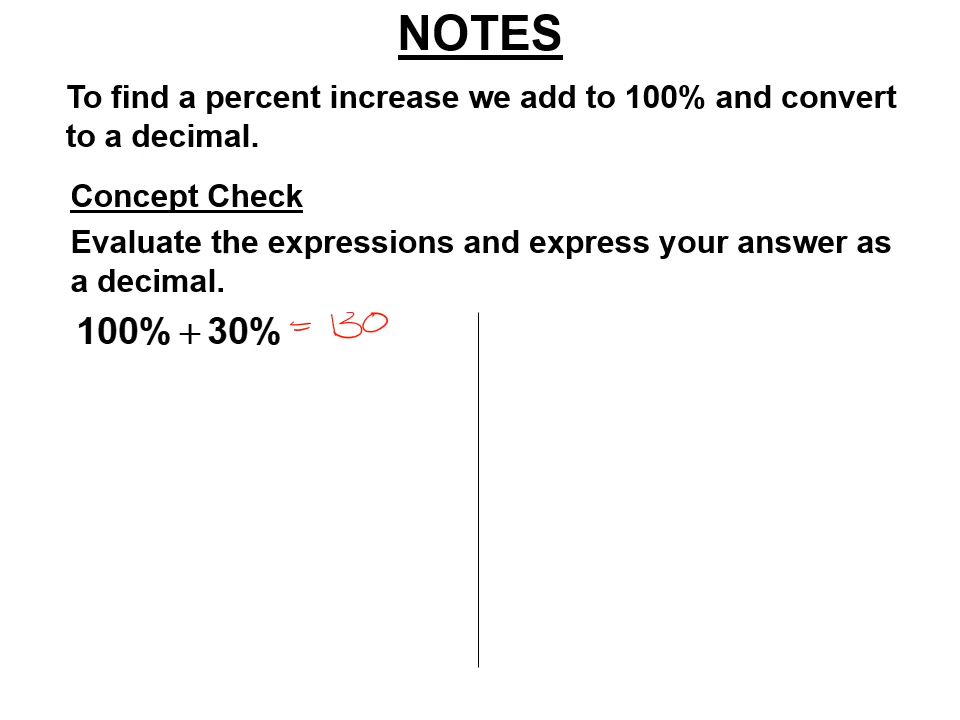 NOTES
To find a percent increase we add to 100% and convert
to a decimal.
Concept Check
Evaluate the expressions and express your answer as
a decimal.
100% + 30% = 130